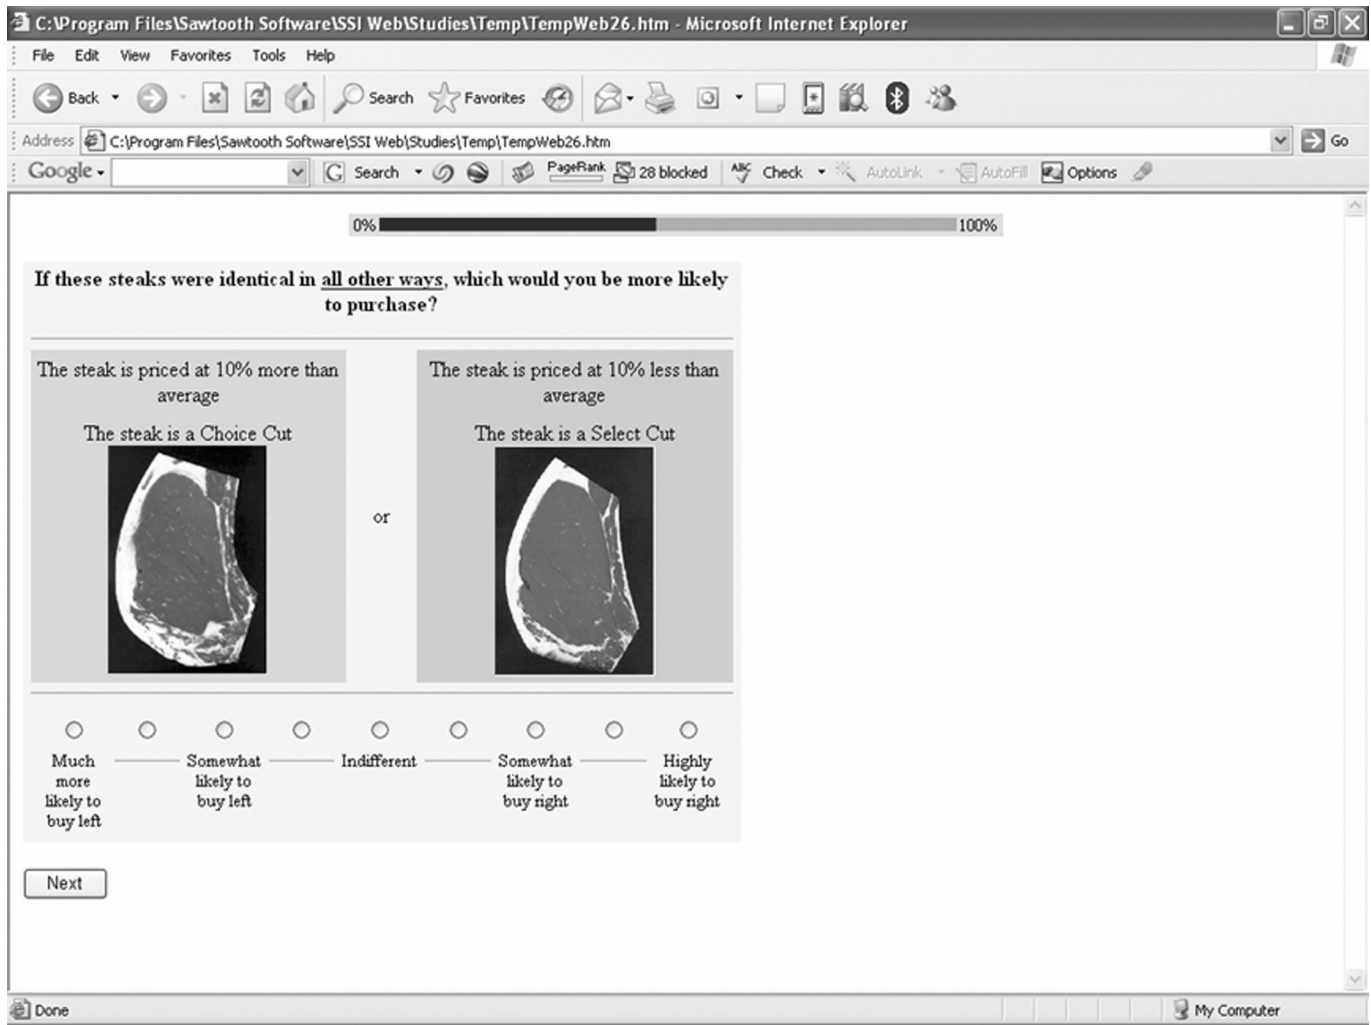 C:\Program Files\Sawtooth Software\SSI Web\Studies\Temp\TempWeb26.htm - Microsoft Internet Explorer
File Edit View Favorites Tools Help
Back Search Favorites
Address C:\Program Files\Sawtooth Software\SSI Web\Studies\Temp\TempWeb26.htm Go
Google G Search PageRank 28 blocked ABC Check AutoLink AutoFill Options
0% 100%
If these steaks were identical in all other ways, which would you be more likely
to purchase?
The steak is priced at 10% more than
average
The steak is a Choice Cut
or
The steak is priced at 10% less than
average
The steak is a Select Cut
Much
more
likely to
buy left
Somewhat
likely to
buy left
Indifferent
Somewhat
likely to
buy right
Highly
likely to
buy right
Next
Done My Computer